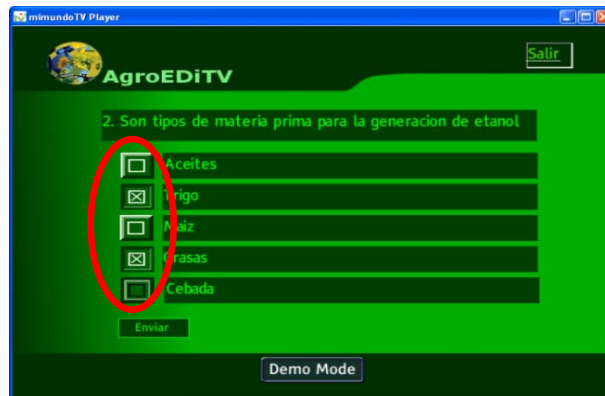 mimundoTV Player
Salir
AgroEDiTV
2. Son tipos de materia prima para la generacion de etanol
Aceites
Trigo
Maiz
Grasas
Cebada
Enviar
Demo Mode